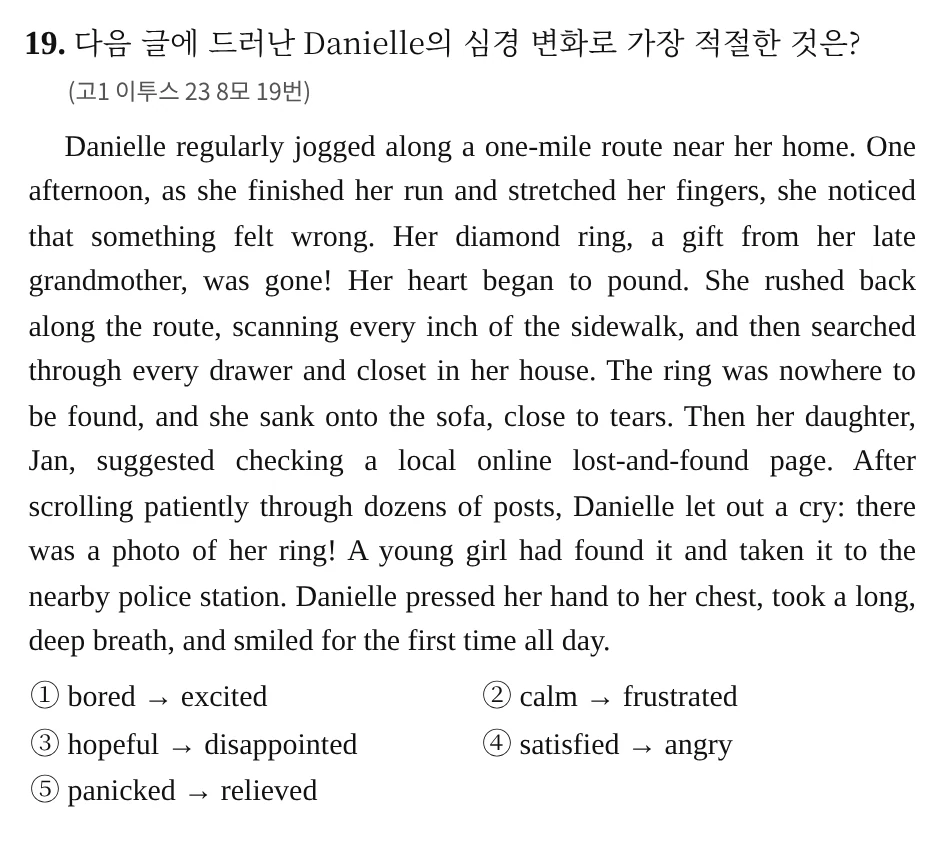 19. 다음 글에 드러난 Danielle의 심경 변화로 가장 적절한 것은?
(고1 이투스 23 8모 19번)
Danielle regularly jogged along a one-mile route near her home. One
afternoon, as she finished her run and stretched her fingers, she noticed
that something felt wrong. Her diamond ring, a gift from her late
grandmother, was gone! Her heart began to pound. She rushed back
along the route, scanning every inch of the sidewalk, and then searched
through every drawer and closet in her house. The ring was nowhere to
be found, and she sank onto the sofa, close to tears. Then her daughter,
Jan, suggested checking a local online lost-and-found page. After
scrolling patiently through dozens of posts, Danielle let out a cry: there
was a photo of her ring! A young girl had found it and taken it to the
nearby police station. Danielle pressed her hand to her chest, took a long,
deep breath, and smiled for the first time all day.
① bored → excited ② calm → frustrated
③ hopeful → disappointed ④ satisfied → angry
⑤ panicked → relieved